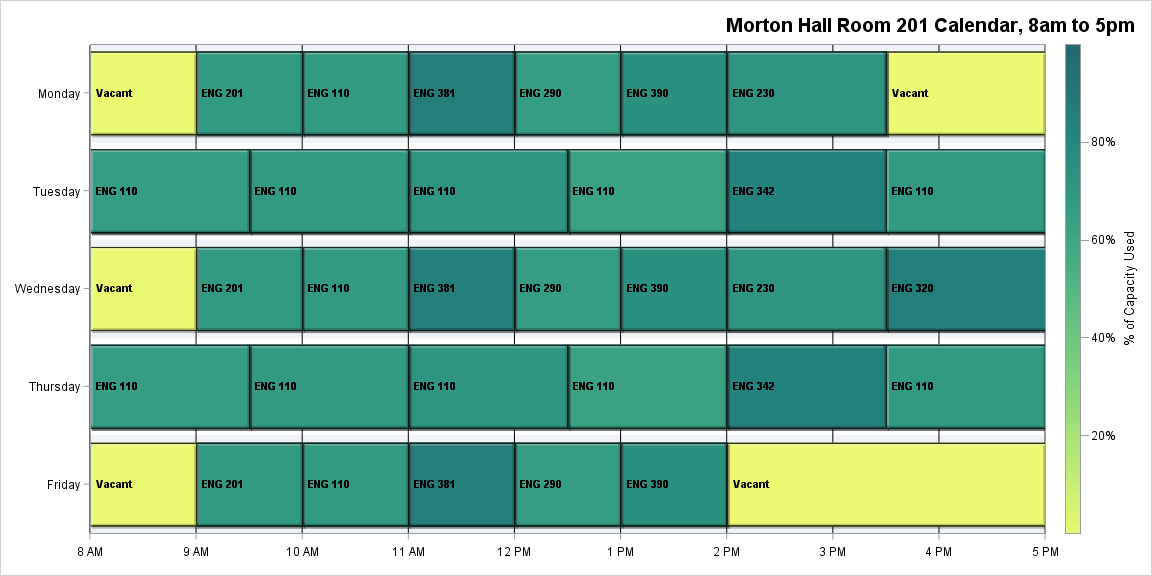 Morton Hall Room 201 Calendar, 8am to 5pm
Monday
Vacant
ENG 201
ENG 110
ENG 381
ENG 290
ENG 390
ENG 230
Vacant
Tuesday
ENG 110
ENG 110
ENG 110
ENG 110
ENG 342
ENG 110
Wednesday
Vacant
ENG 201
ENG 110
ENG 381
ENG 290
ENG 390
ENG 230
ENG 320
Thursday
ENG 110
ENG 110
ENG 110
ENG 110
ENG 342
ENG 110
Friday
Vacant
ENG 201
ENG 110
ENG 381
ENG 290
ENG 390
Vacant
8 AM
9 AM
10 AM
11 AM
12 PM
1 PM
2 PM
3 PM
4 PM
5 PM
80%
60%
40%
20%
% of Capacity Used